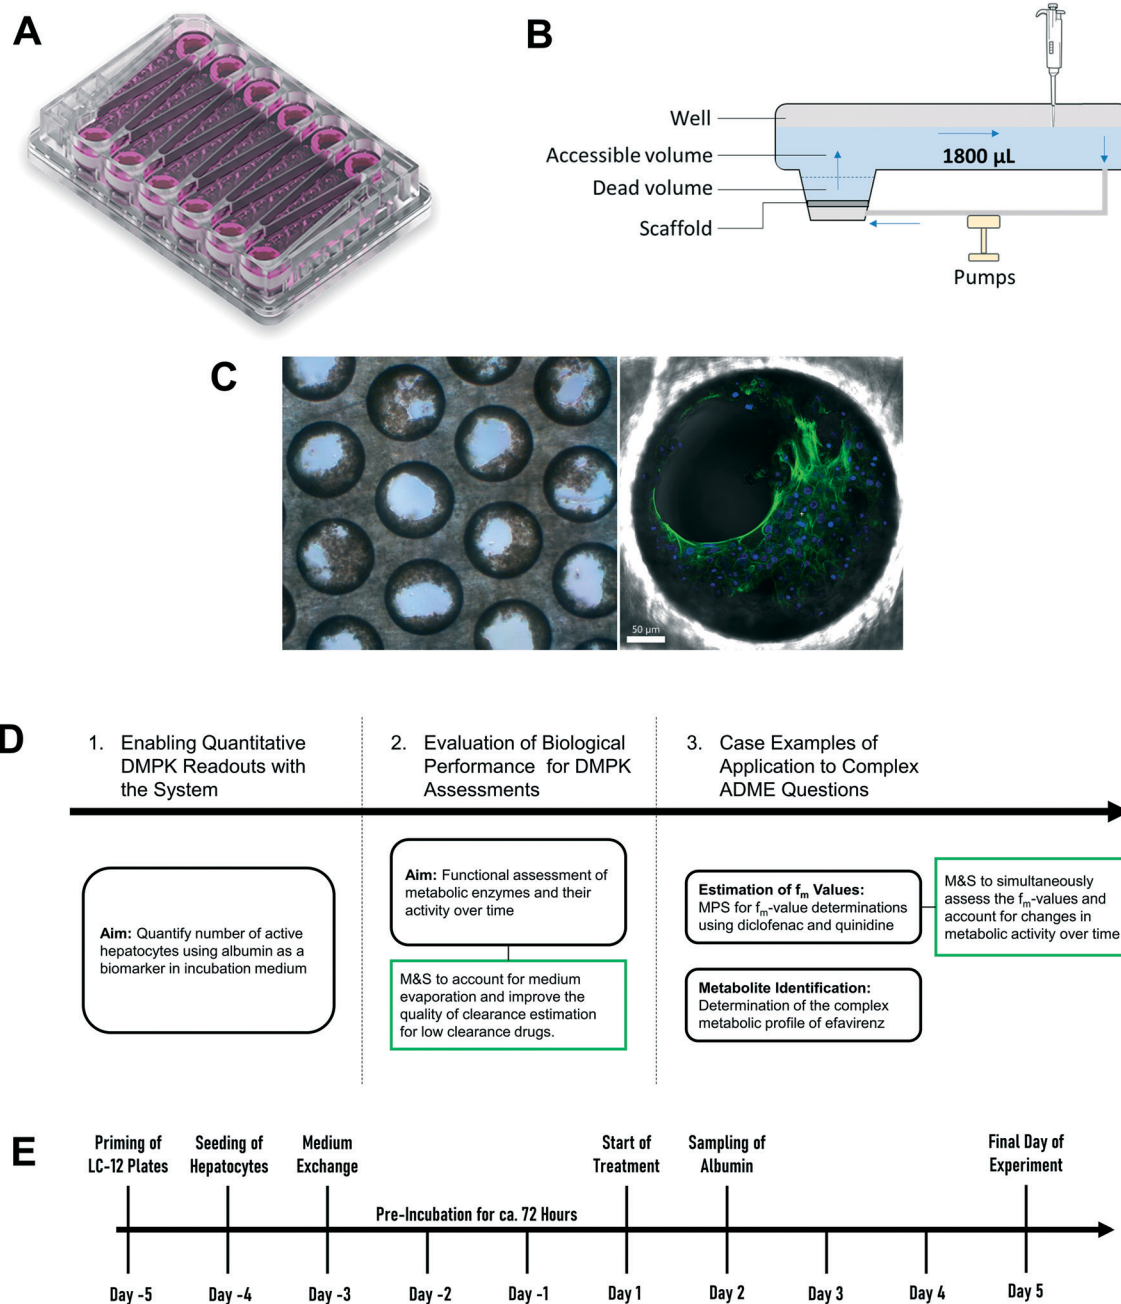 A
B
Well
Accessible volume
1800 µL
Dead volume
Scaffold
Pumps
C
50 µm
D
1. Enabling Quantitative
DMPK Readouts with
the System
2. Evaluation of Biological
Performance for DMPK
Assessments
3. Case Examples of
Application to Complex
ADME Questions
Aim: Quantify number of active
hepatocytes using albumin as a
biomarker in incubation medium
Aim: Functional assessment of
metabolic enzymes and their
activity over time
M&S to account for medium
evaporation and improve the
quality of clearance estimation
for low clearance drugs.
Estimation of fm Values:
MPS for fm-value determinations
using diclofenac and quinidine
M&S to simultaneously
assess the fm-values and
account for changes in
metabolic activity over time
Metabolite Identification:
Determination of the complex
metabolic profile of efavirenz
E
Priming of
LC-12 Plates
Seeding of
Hepatocytes
Medium
Exchange
Start of
Treatment
Sampling of
Albumin
Final Day of
Experiment
Pre-Incubation for ca. 72 Hours
Day -5
Day -4
Day -3
Day -2
Day -1
Day 1
Day 2
Day 3
Day 4
Day 5